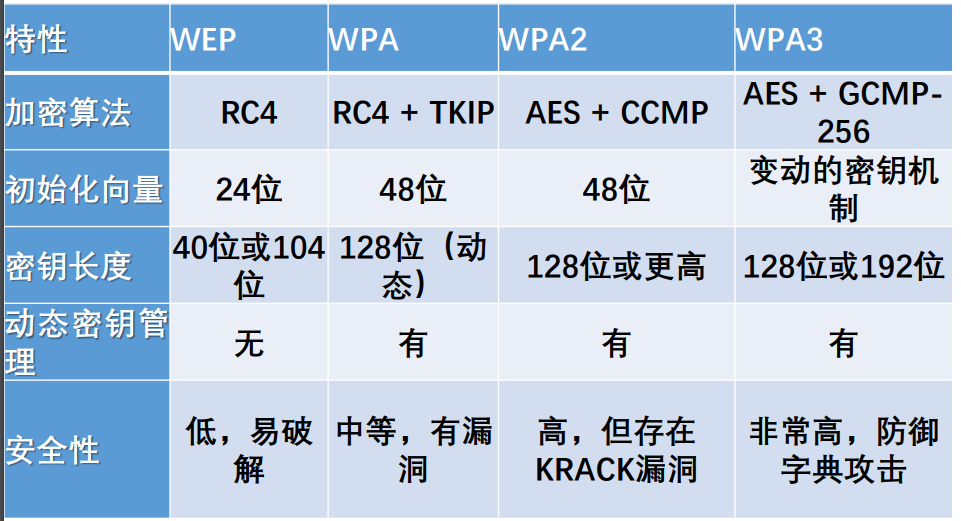 特性 WEP WPA WPA2 WPA3
加密算法 RC4 RC4 + TKIP AES + CCMP AES + GCMP-
256
初始化向量 24位 48位 48位 变动的密钥机
制
密钥长度 40位或104
位 128位（动
态） 128位或更高 128位或192位
动态密钥管
理 无 有 有 有
安全性 低，易破
解 中等，有漏
洞 高，但存在
KRACK漏洞 非常高，防御
字典攻击